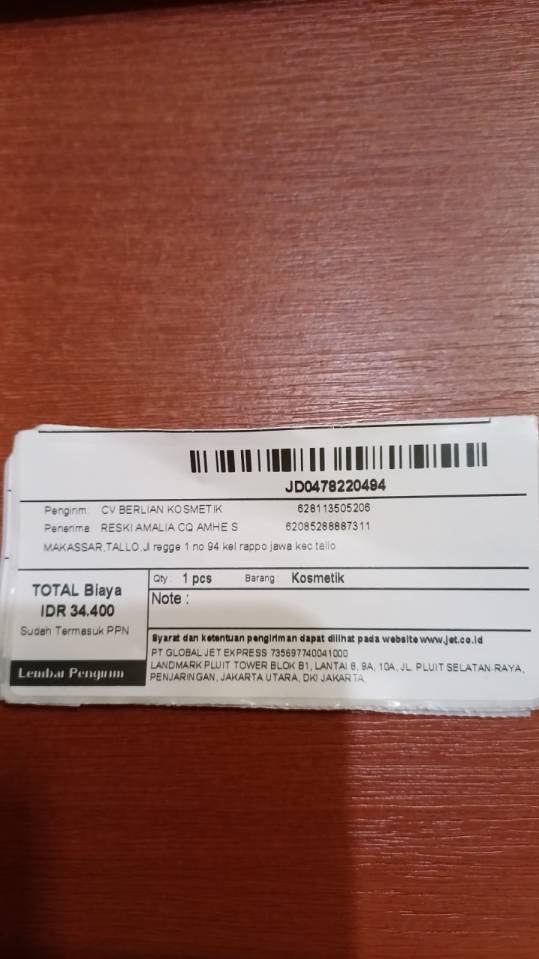 JD0478220494
Pengirim: CV BERLIAN KOSMETIK 628113505206
Penerima: RESKI AMALIA CQ AMHE S 62085288887311
MAKASSAR,TALLO,Jl regge 1 no 94 kel rappo jawa kec tallo
TOTAL Biaya
IDR 34.400
Sudah Termasuk PPN
Lembar Pengirim
Qty : 1 pcs Barang Kosmetik
Note :
Syarat dan ketentuan pengiriman dapat dilihat pada website www.jet.co.id
PT GLOBAL JET EXPRESS 735697740041000
LANDMARK PLUIT TOWER BLOK B1, LANTAI 8, 9A, 10A, JL. PLUIT SELATAN RAYA,
PENJARINGAN, JAKARTA UTARA, DKI JAKARTA,